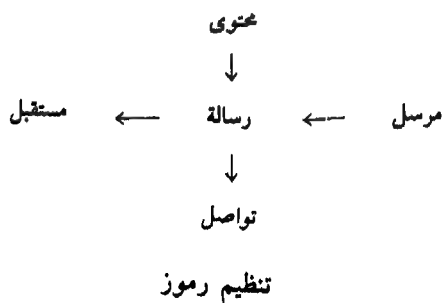 محتوى
↓
مرسل ← رسالة ← مستقبل
↓
تواصل
تنظيم رموز